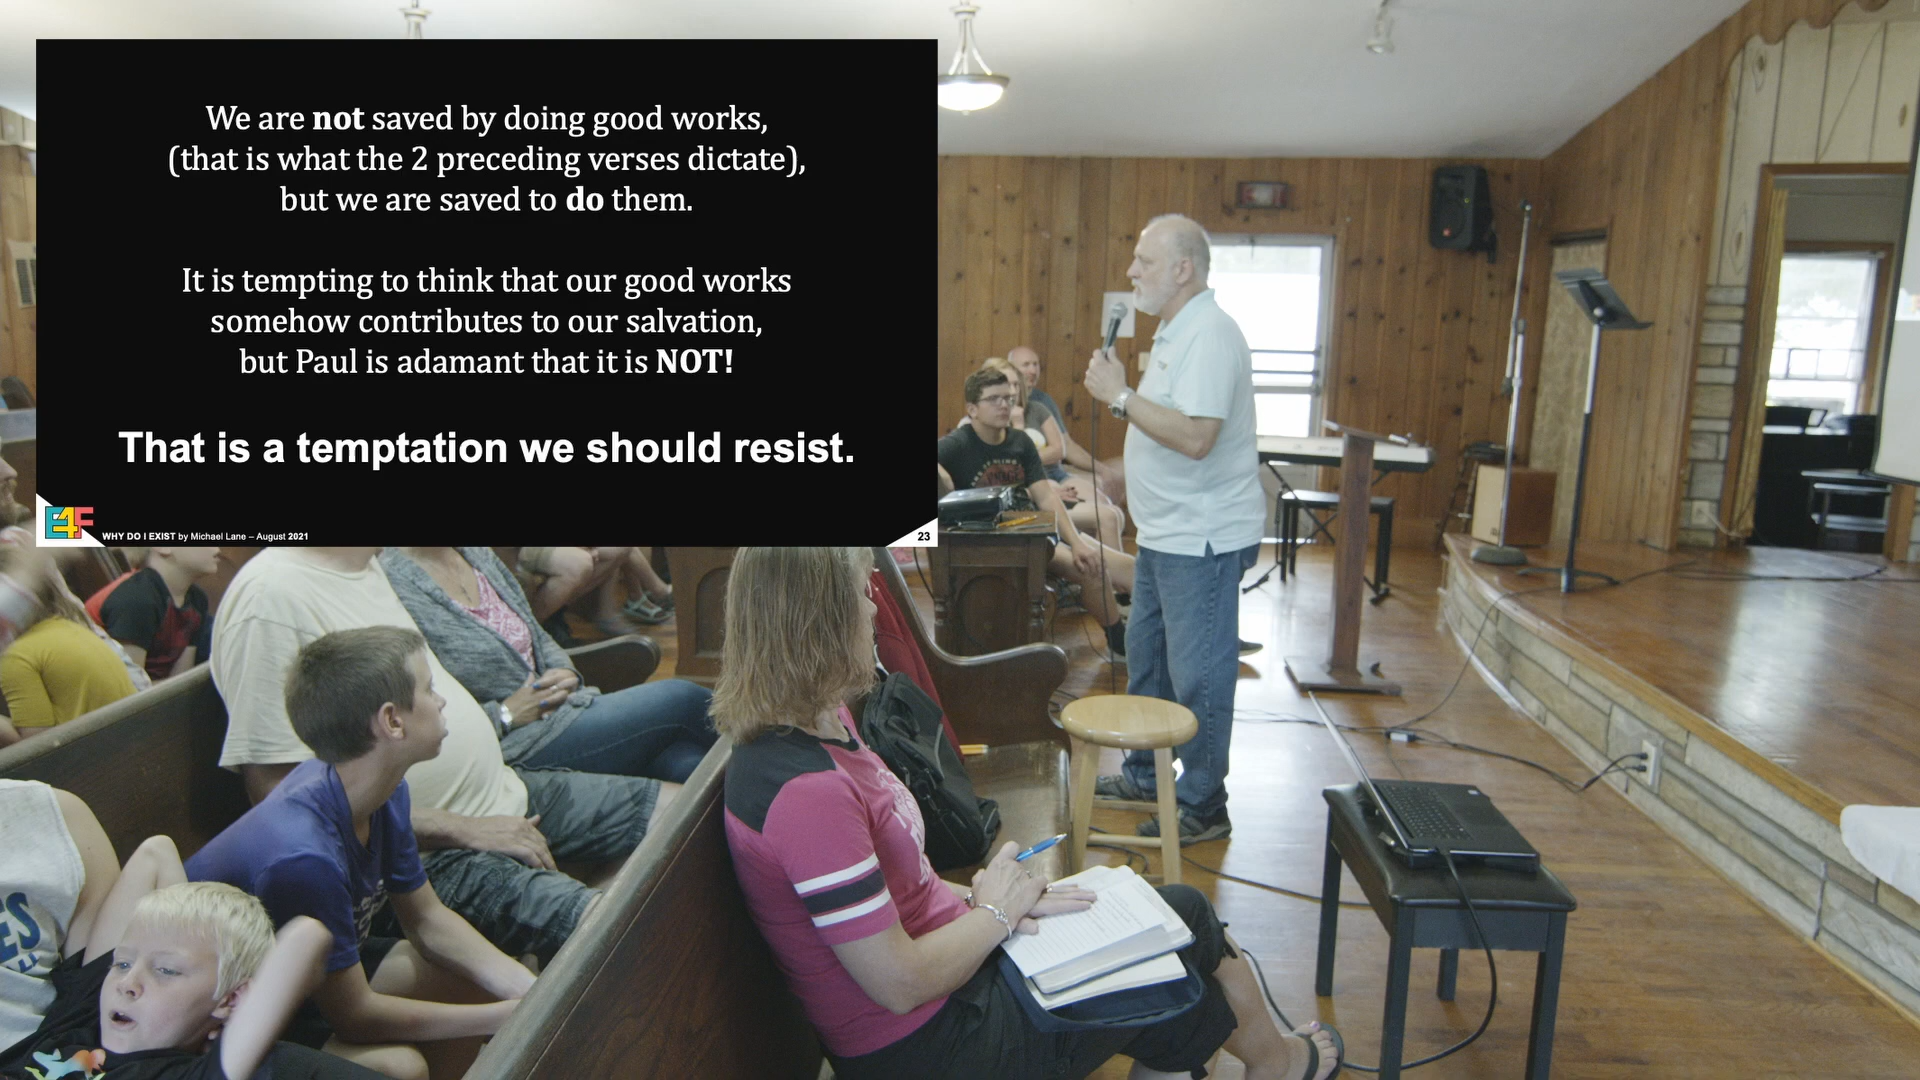 We are not saved by doing good works,
(that is what the 2 preceding verses dictate),
but we are saved to do them.
It is tempting to think that our good works
somehow contributes to our salvation,
but Paul is adamant that it is NOT!
That is a temptation we should resist.
E4F
WHY DO I EXIST by Michael Lane – August 2021
23
ES